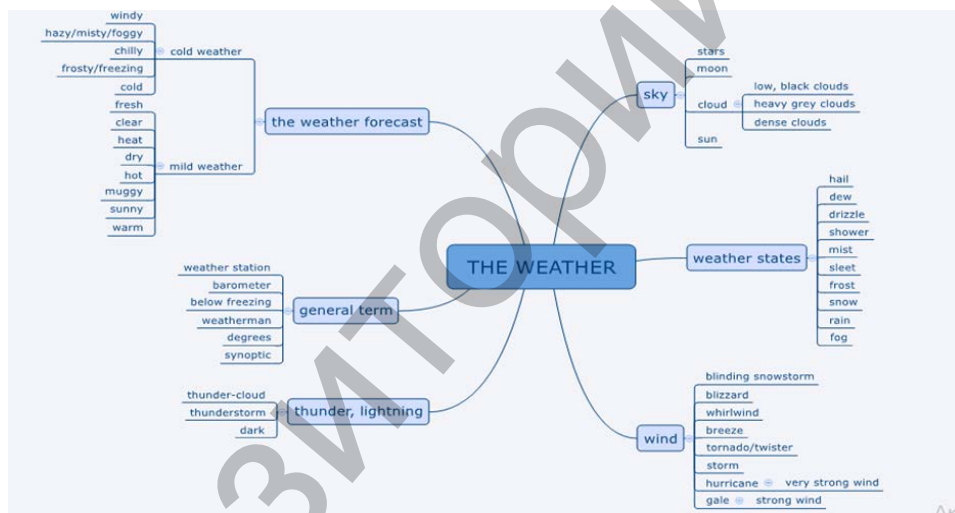 THE WEATHER
the weather forecast
cold weather
windy
hazy/misty/foggy
chilly
frosty/freezing
cold
mild weather
fresh
clear
heat
dry
hot
muggy
sunny
warm
general term
weather station
barometer
below freezing
weatherman
degrees
synoptic
thunder, lightning
thunder-cloud
thunderstorm
dark
sky
stars
moon
cloud
low, black clouds
heavy grey clouds
dense clouds
sun
weather states
hail
dew
drizzle
shower
mist
sleet
frost
snow
rain
fog
wind
blinding snowstorm
blizzard
whirlwind
breeze
tornado/twister
storm
hurricane
very strong wind
gale
strong wind